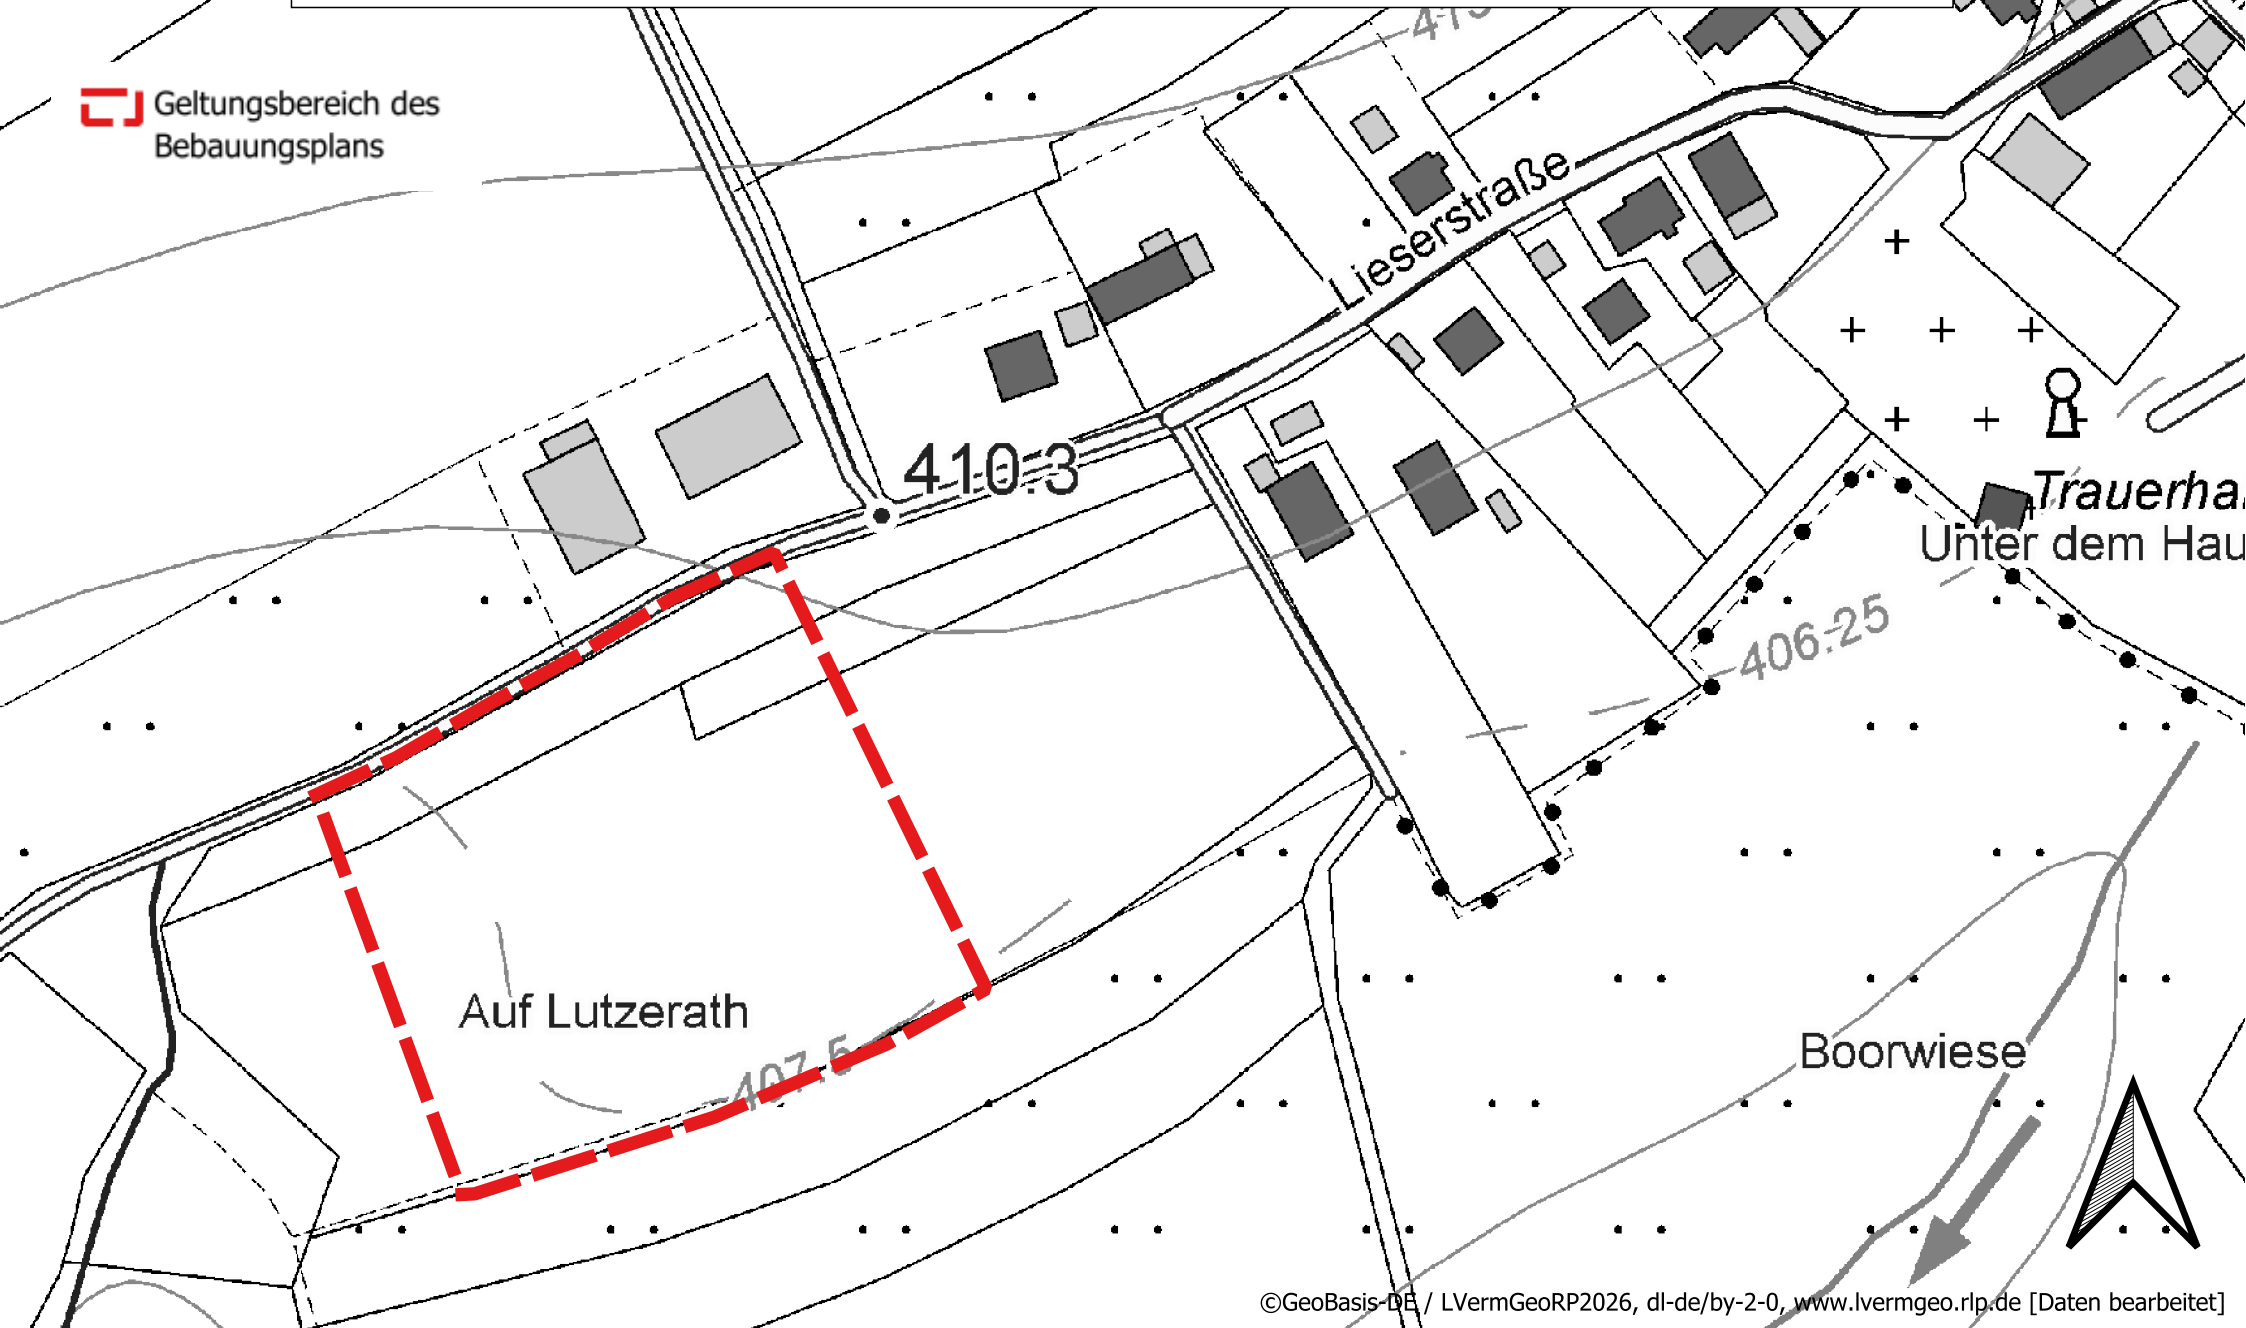 Geltungsbereich des
Bebauungsplans
Lieserstraße
410.3
Unter dem
406.25
Auf Lutzerath
407.5
Boorwiese
©GeoBasis-DE / LVermGeoRP2026, dl-de/by-2-0, www.lvermgeo.rlp.de [Daten bearbeitet]